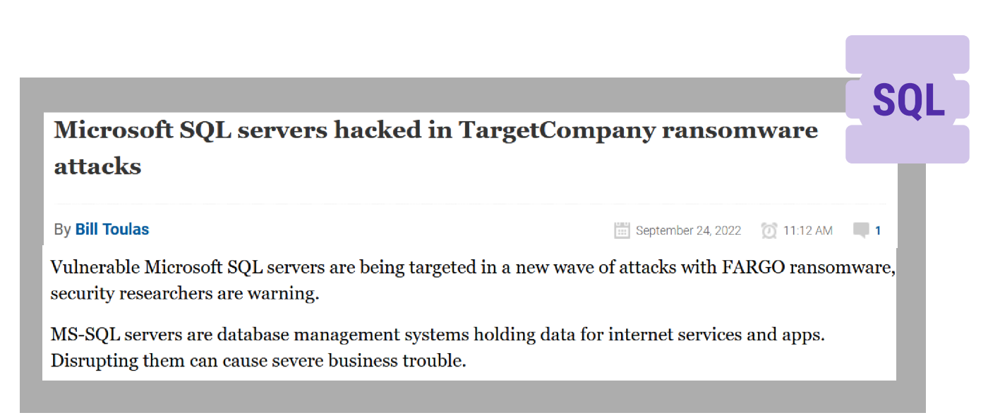 SQL
Microsoft SQL servers hacked in TargetCompany ransomware
attacks
By Bill Toulas
September 24, 2022 11:12 AM 1
Vulnerable Microsoft SQL servers are being targeted in a new wave of attacks with FARGO ransomware,
security researchers are warning.
MS-SQL servers are database management systems holding data for internet services and apps.
Disrupting them can cause severe business trouble.